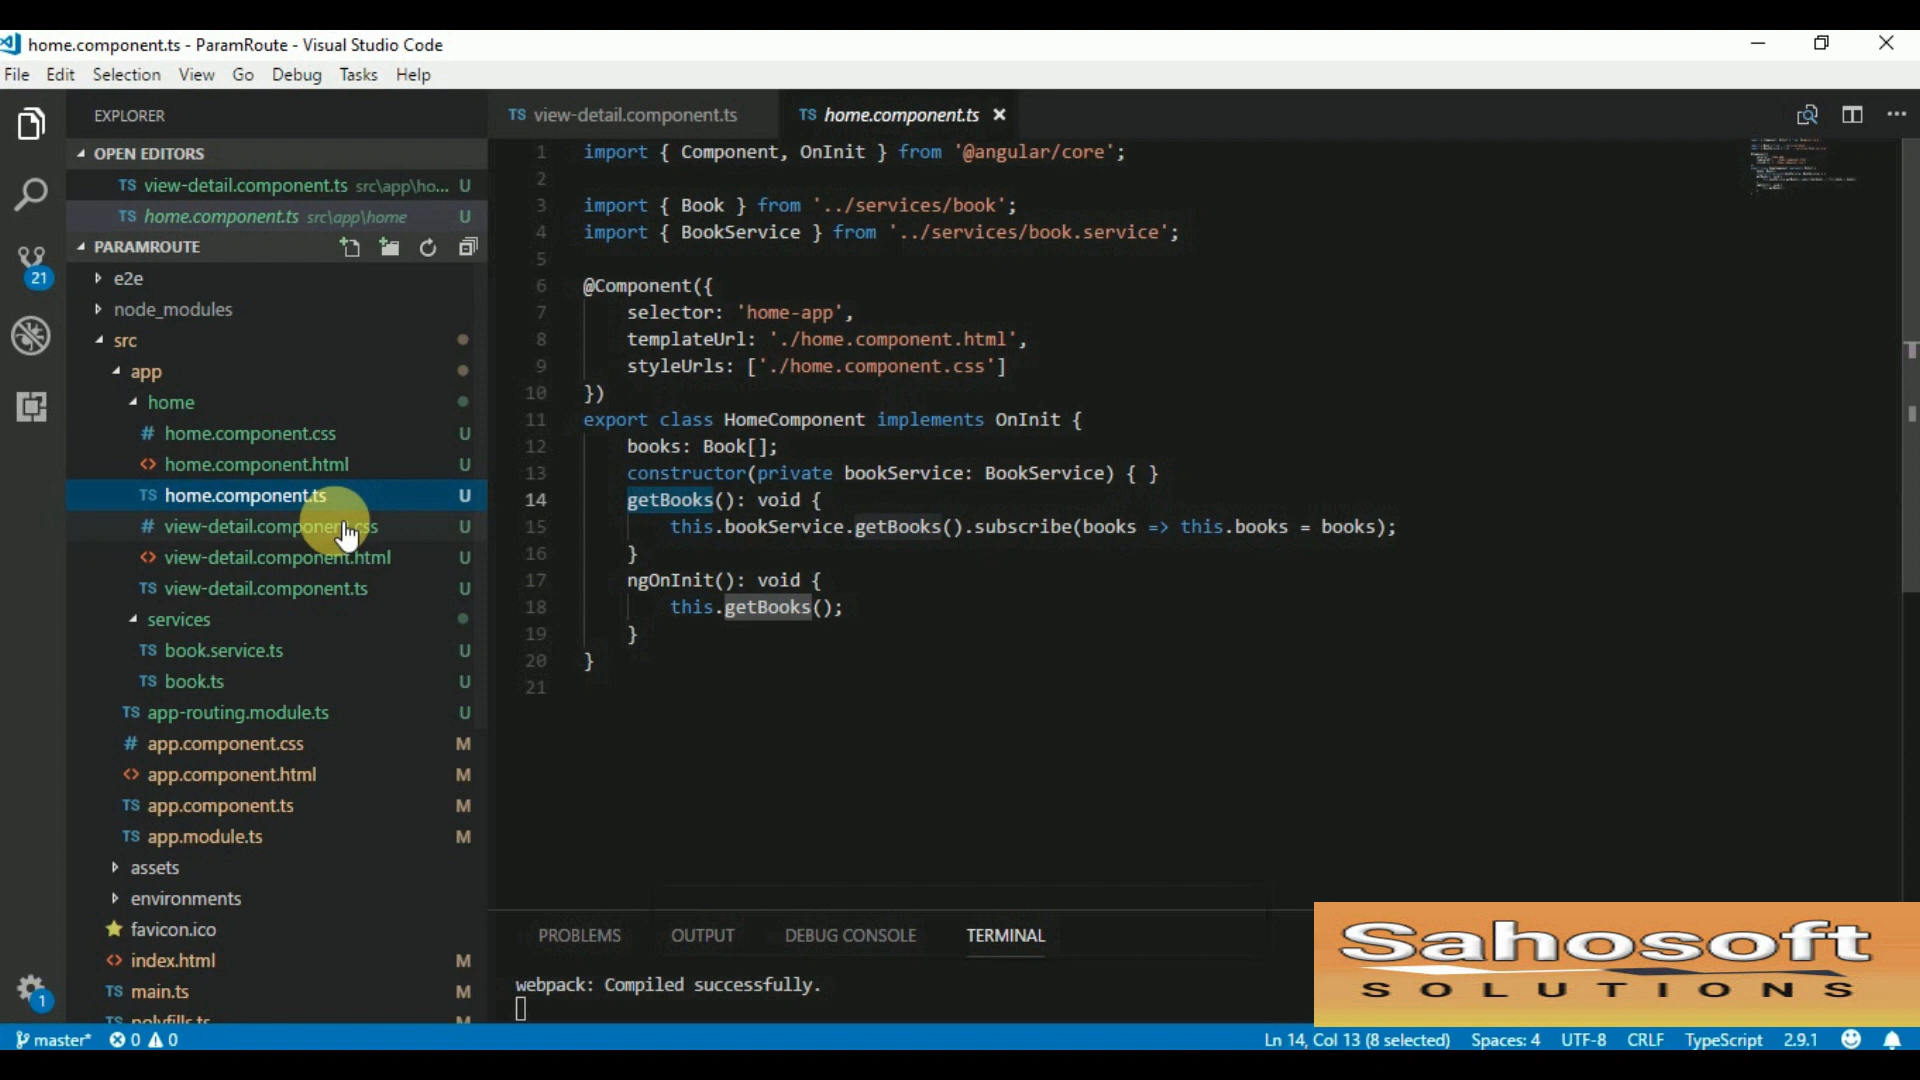 home.component.ts - ParamRoute - Visual Studio Code
File Edit Selection View Go Debug Tasks Help
EXPLORER
OPEN EDITORS
TS view-detail.component.ts src\app\ho... U
TS home.component.ts src\app\home U
PARAMROUTE
e2e
node_modules
src
app
home
# home.component.css U
<> home.component.html U
TS home.component.ts U
# view-detail.component.css U
<> view-detail.component.html U
TS view-detail.component.ts U
services
TS book.service.ts U
TS book.ts U
TS app-routing.module.ts U
# app.component.css M
<> app.component.html M
TS app.component.ts M
TS app.module.ts M
assets
environments
favicon.ico
<> index.html M
TS main.ts M
TS polyfills.ts M
21
1
TS view-detail.component.ts TS home.component.ts
1 import { Component, OnInit } from '@angular/core';
2
3 import { Book } from '../services/book';
4 import { BookService } from '../services/book.service';
5
6 @Component({
7 selector: 'home-app',
8 templateUrl: './home.component.html',
9 styleUrls: ['./home.component.css']
10 })
11 export class HomeComponent implements OnInit {
12 books: Book[];
13 constructor(private bookService: BookService) { }
14 getBooks(): void {
15 this.bookService.getBooks().subscribe(books => this.books = books);
16 }
17 ngOnInit(): void {
18 this.getBooks();
19 }
20 }
21
PROBLEMS OUTPUT DEBUG CONSOLE TERMINAL
webpack: Compiled successfully.
Sahosoft
SOLUTIONS
master* 0 0 Ln 14, Col 13 (8 selected) Spaces: 4 UTF-8 CRLF TypeScript 2.9.1